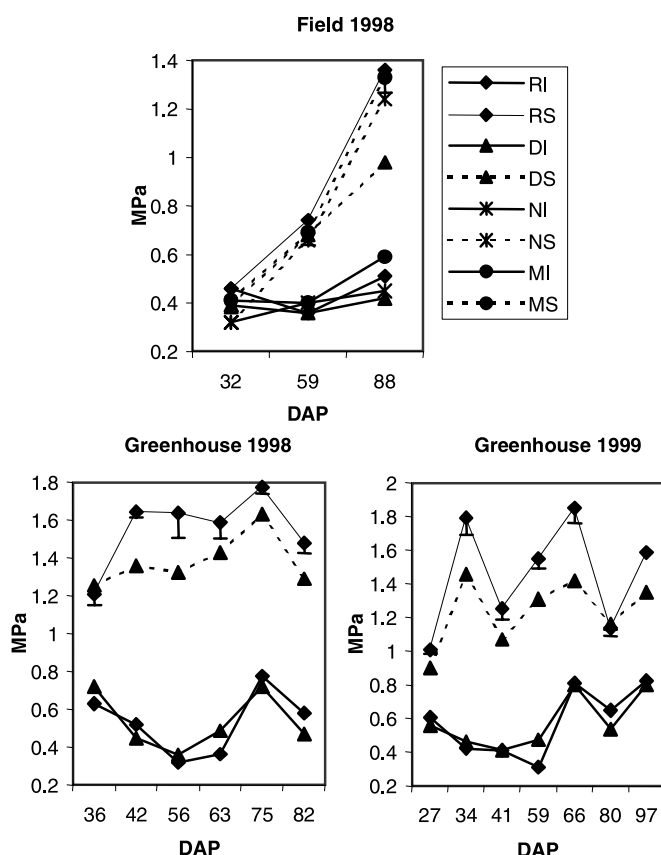 Field 1998
1.4
1.2
1
0.8
0.6
0.4
0.2
MPa
32 59 88
DAP
RI
RS
DI
DS
NI
NS
MI
MS
Greenhouse 1998
1.8
1.6
1.4
1.2
1
0.8
0.6
0.4
0.2
MPa
36 42 56 63 75 82
DAP
Greenhouse 1999
2
1.8
1.6
1.4
1.2
1
0.8
0.6
0.4
0.2
MPa
27 34 41 59 66 80 97
DAP